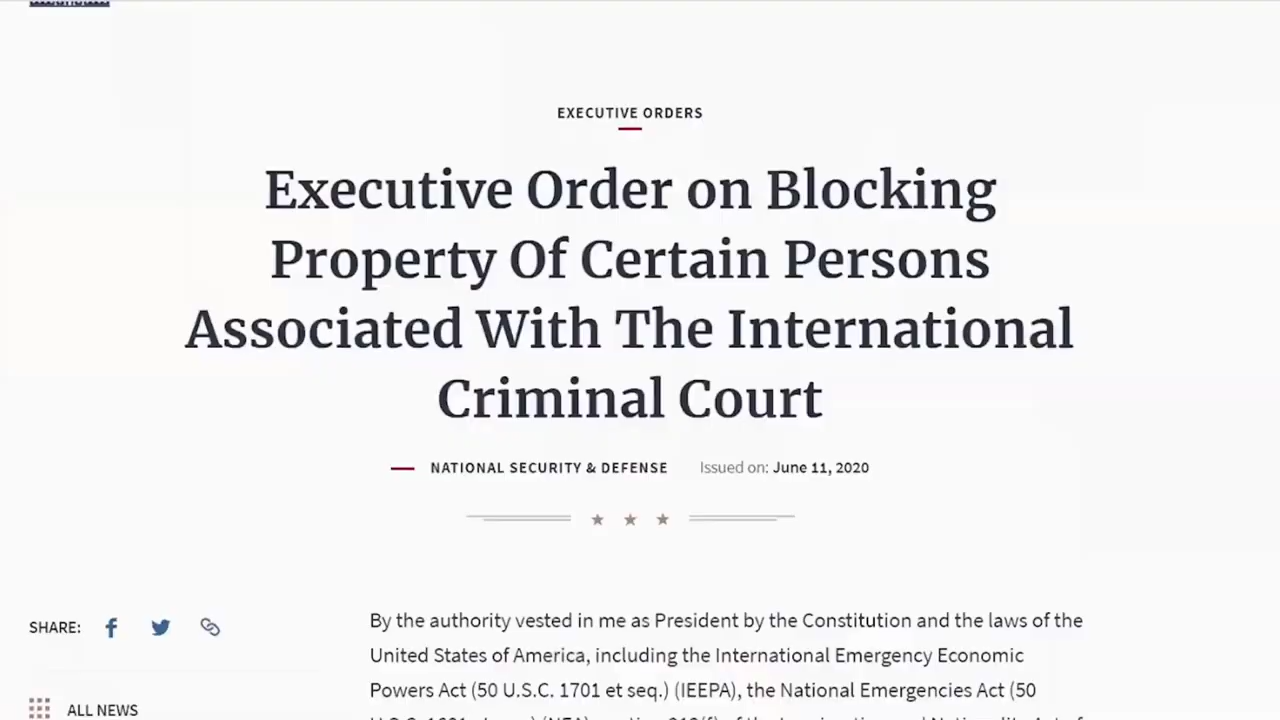 EXECUTIVE ORDERS
Executive Order on Blocking
Property Of Certain Persons
Associated With The International
Criminal Court
NATIONAL SECURITY & DEFENSE Issued on: June 11, 2020
SHARE:
By the authority vested in me as President by the Constitution and the laws of the
United States of America, including the International Emergency Economic
Powers Act (50 U.S.C. 1701 et seq.) (IEEPA), the National Emergencies Act (50
ALL NEWS